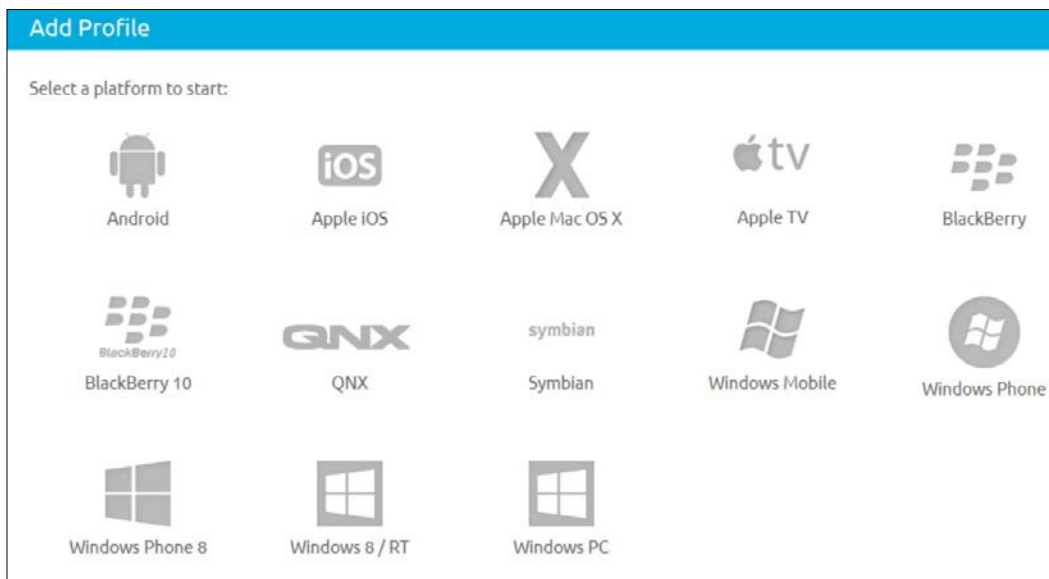 Add Profile
Select a platform to start:
iOS
X
tv
Android
Apple iOS
Apple Mac OS X
Apple TV
BlackBerry
BlackBerry10
QNX
symbian
BlackBerry 10
QNX
Symbian
Windows Mobile
Windows Phone
Windows Phone 8
Windows 8 / RT
Windows PC